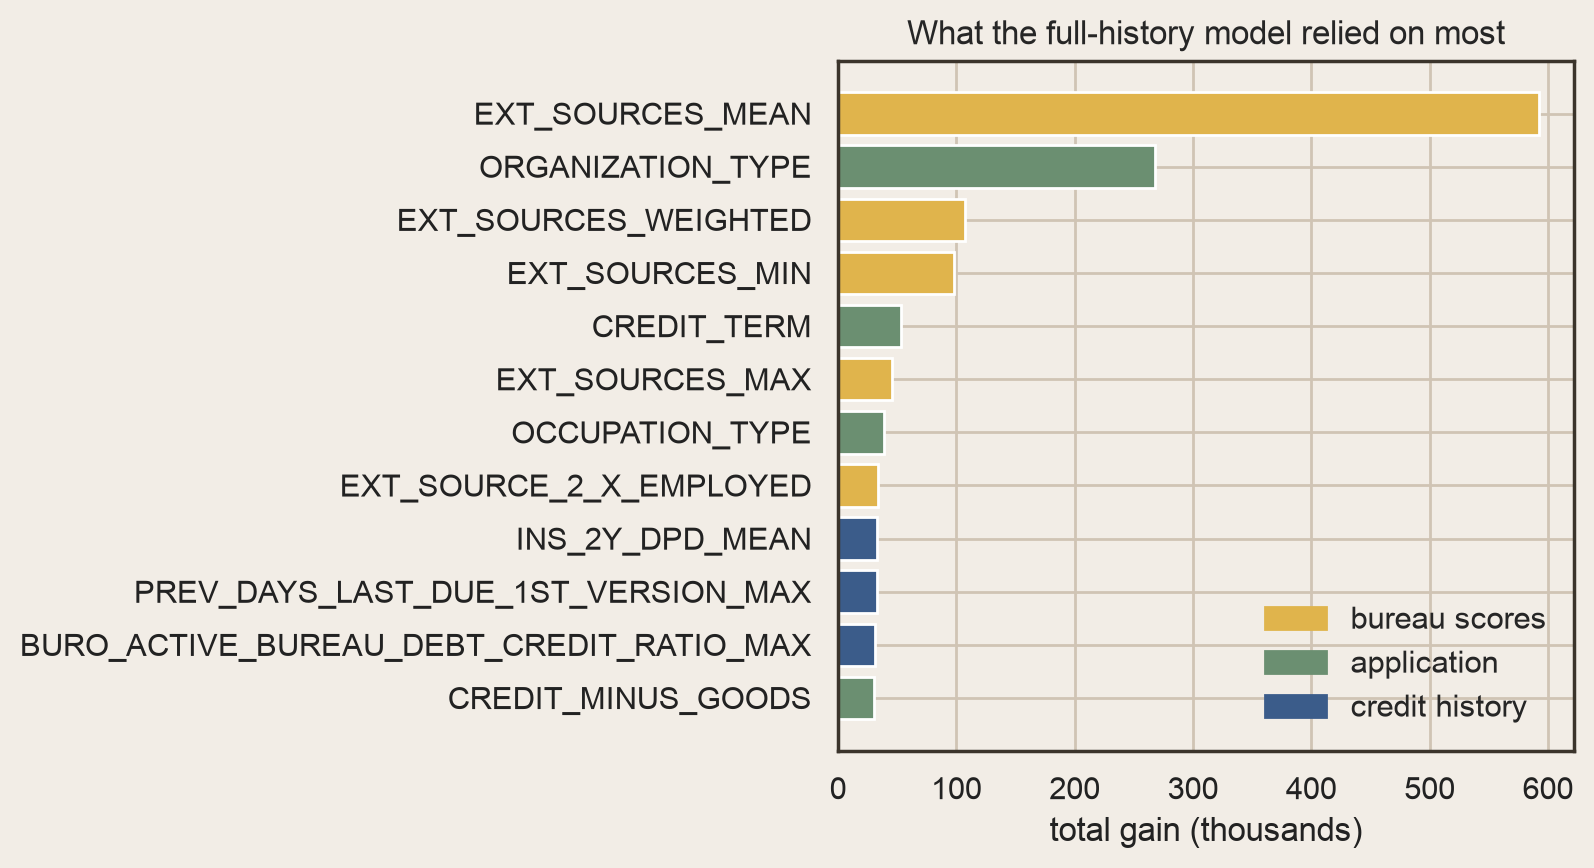 What the full-history model relied on most
EXT_SOURCES_MEAN
ORGANIZATION_TYPE
EXT_SOURCES_WEIGHTED
EXT_SOURCES_MIN
CREDIT_TERM
EXT_SOURCES_MAX
OCCUPATION_TYPE
EXT_SOURCE_2_X_EMPLOYED
INS_2Y_DPD_MEAN
PREV_DAYS_LAST_DUE_1ST_VERSION_MAX
BURO_ACTIVE_BUREAU_DEBT_CREDIT_RATIO_MAX
CREDIT_MINUS_GOODS
bureau scores
application
credit history
0 100 200 300 400 500 600
total gain (thousands)